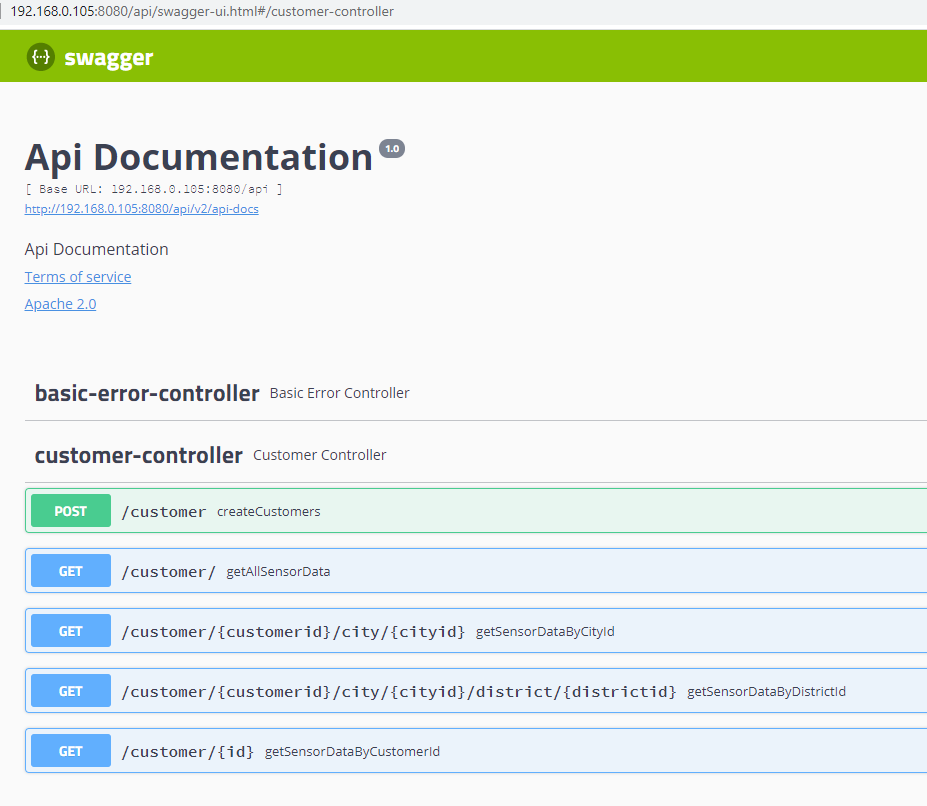 192.168.0.105:8080/api/swagger-ui.html#/customer-controller
{··} swagger
Api Documentation 1.0
[ Base URL: 192.168.0.105:8080/api ]
http://192.168.0.105:8080/api/v2/api-docs
Api Documentation
Terms of service
Apache 2.0
basic-error-controller Basic Error Controller
customer-controller Customer Controller
POST /customer createCustomers
GET /customer/ getAllSensorData
GET /customer/{customerid}/city/{cityid} getSensorDataByCityId
GET /customer/{customerid}/city/{cityid}/district/{districtid} getSensorDataByDistrictId
GET /customer/{id} getSensorDataByCustomerId